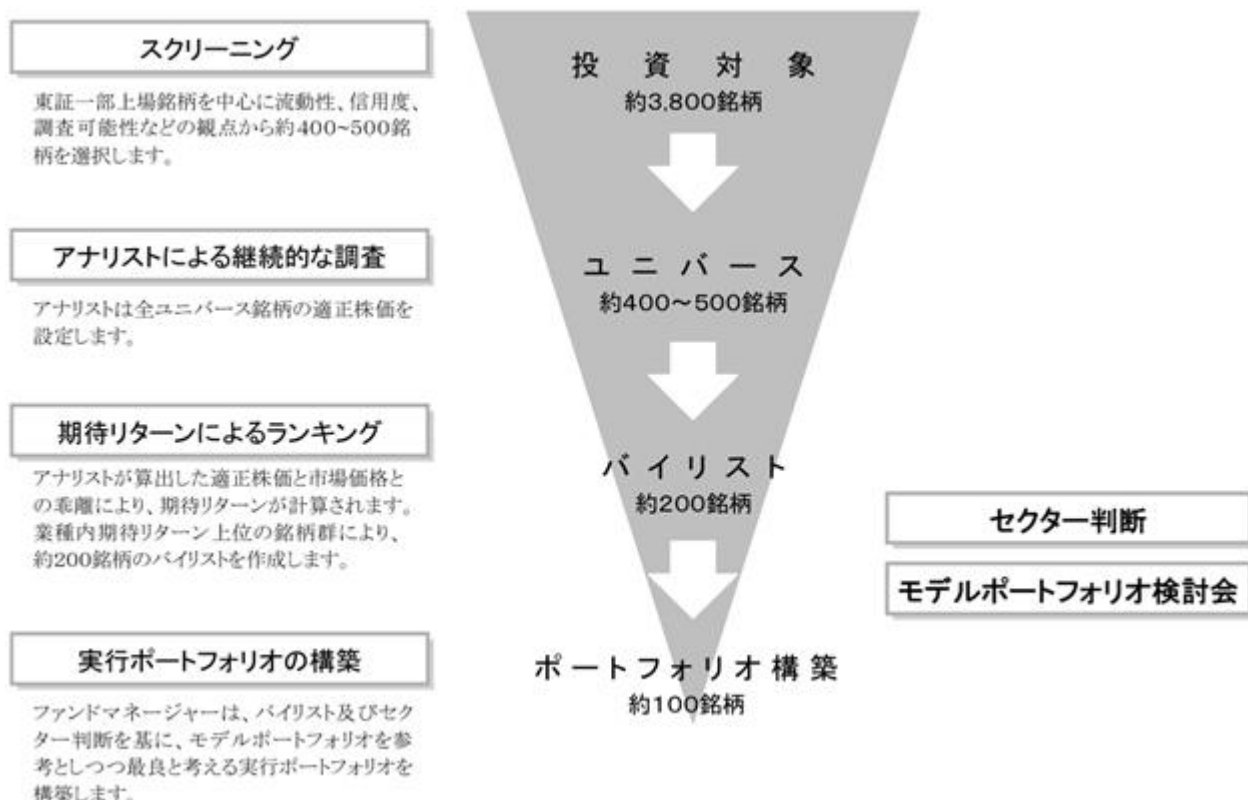 スクリーニング
東証一部上場銘柄を中心に流動性、信用度、
調査可能性などの観点から約400~500銘
柄を選択します。
アナリストによる継続的な調査
アナリストは全ユニバース銘柄の適正株価を
設定します。
期待リターンによるランキング
アナリストが算出した適正株価と市場価格と
の乖離により、期待リターンが計算されます。
業種内期待リターン上位の銘柄群により、
約200銘柄のバイリストを作成します。
実行ポートフォリオの構築
ファンドマネージャーは、バイリスト及びセク
ター判断を基に、モデルポートフォリオを参
考としつつ最良と考える実行ポートフォリオを
構築します。
投資対象
約3,800銘柄
ユニバース
約400～500銘柄
バイリスト
約200銘柄
ポートフォリオ構築
約100銘柄
セクター判断
モデルポートフォリオ検討会